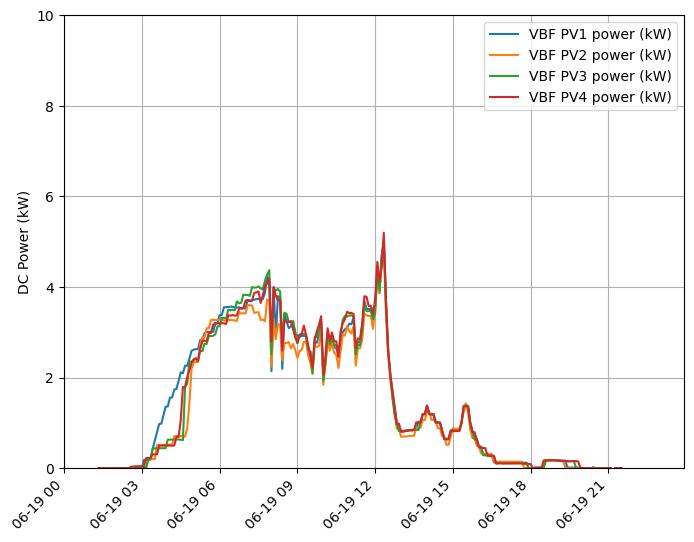 10
8
6
4
2
0
DC Power (kW)
VBF PV1 power (kW)
VBF PV2 power (kW)
VBF PV3 power (kW)
VBF PV4 power (kW)
06-19 00
06-19 03
06-19 06
06-19 09
06-19 12
06-19 15
06-19 18
06-19 21